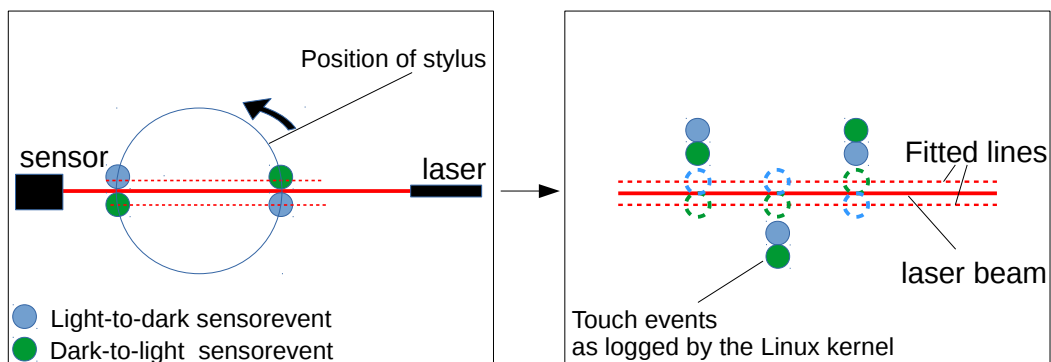 Position of stylus
sensor
laser
Light-to-dark sensorevent
Dark-to-light sensorevent
Fitted lines
laser beam
Touch events
as logged by the Linux kernel